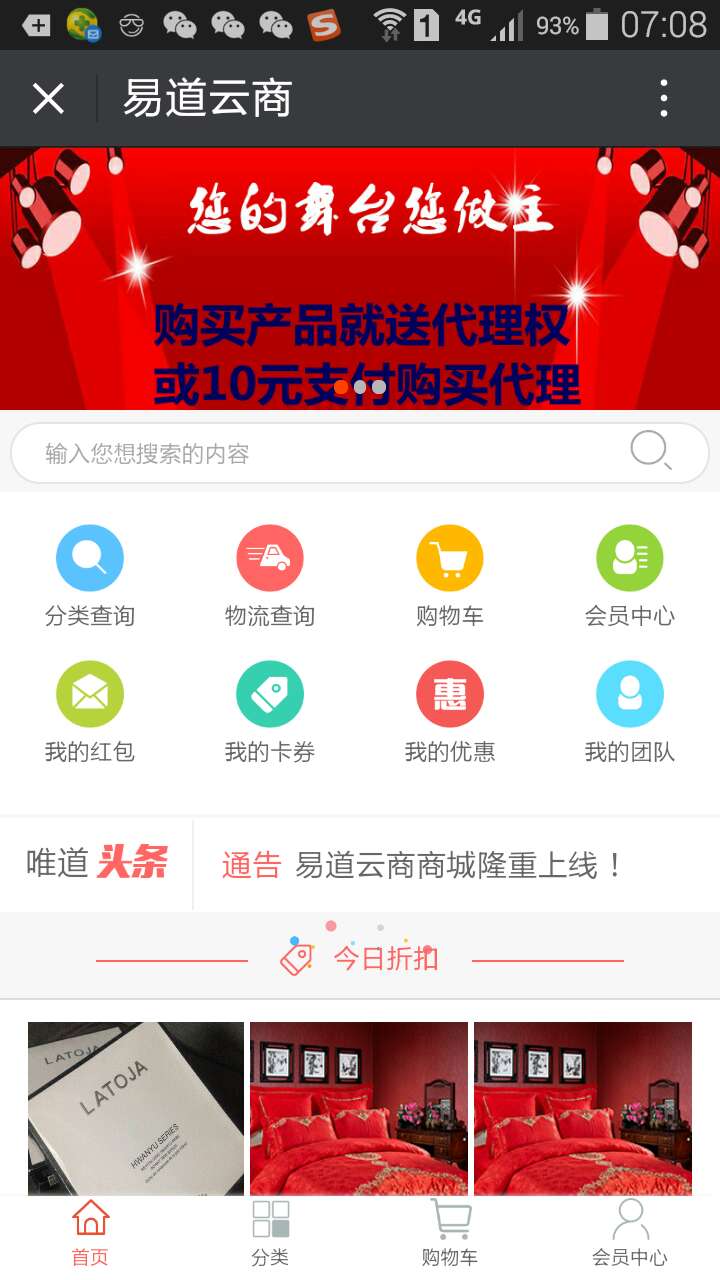 1
4G
93%
07:08
易道云商
您的舞台您做主
购买产品就送代理权
或10元支付购买代理
输入您想搜索的内容
分类查询
物流查询
购物车
会员中心
惠
我的红包
我的卡券
我的优惠
我的团队
唯道 头条
通告 易道云商商城隆重上线！
今日折扣
LATOJA
LATOJA
HWANYU SERIES
首页
分类
购物车
会员中心